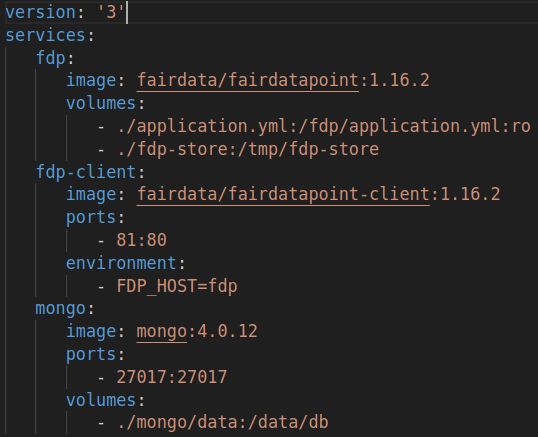 version: '3'
services:
fdp:
image: fairdata/fairdatapoint:1.16.2
volumes:
- ./application.yml:/fdp/application.yml:ro
- ./fdp-store:/tmp/fdp-store
fdp-client:
image: fairdata/fairdatapoint-client:1.16.2
ports:
- 81:80
environment:
- FDP_HOST=fdp
mongo:
image: mongo:4.0.12
ports:
- 27017:27017
volumes:
- ./mongo/data:/data/db